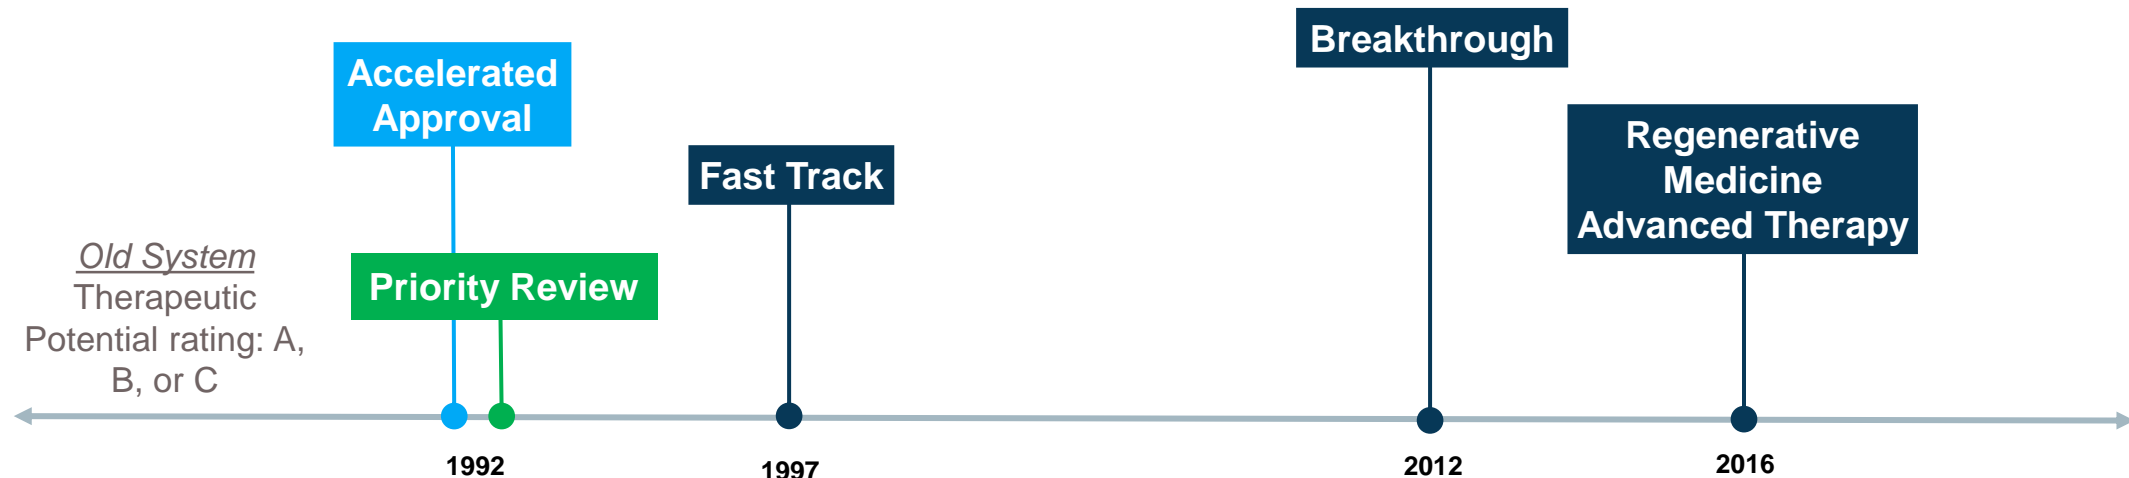 Old System
Therapeutic
Potential rating: A,
B, or C
Accelerated
Approval
Priority Review
Fast Track
Breakthrough
Regenerative
Medicine
Advanced Therapy
1992
1997
2012
2016